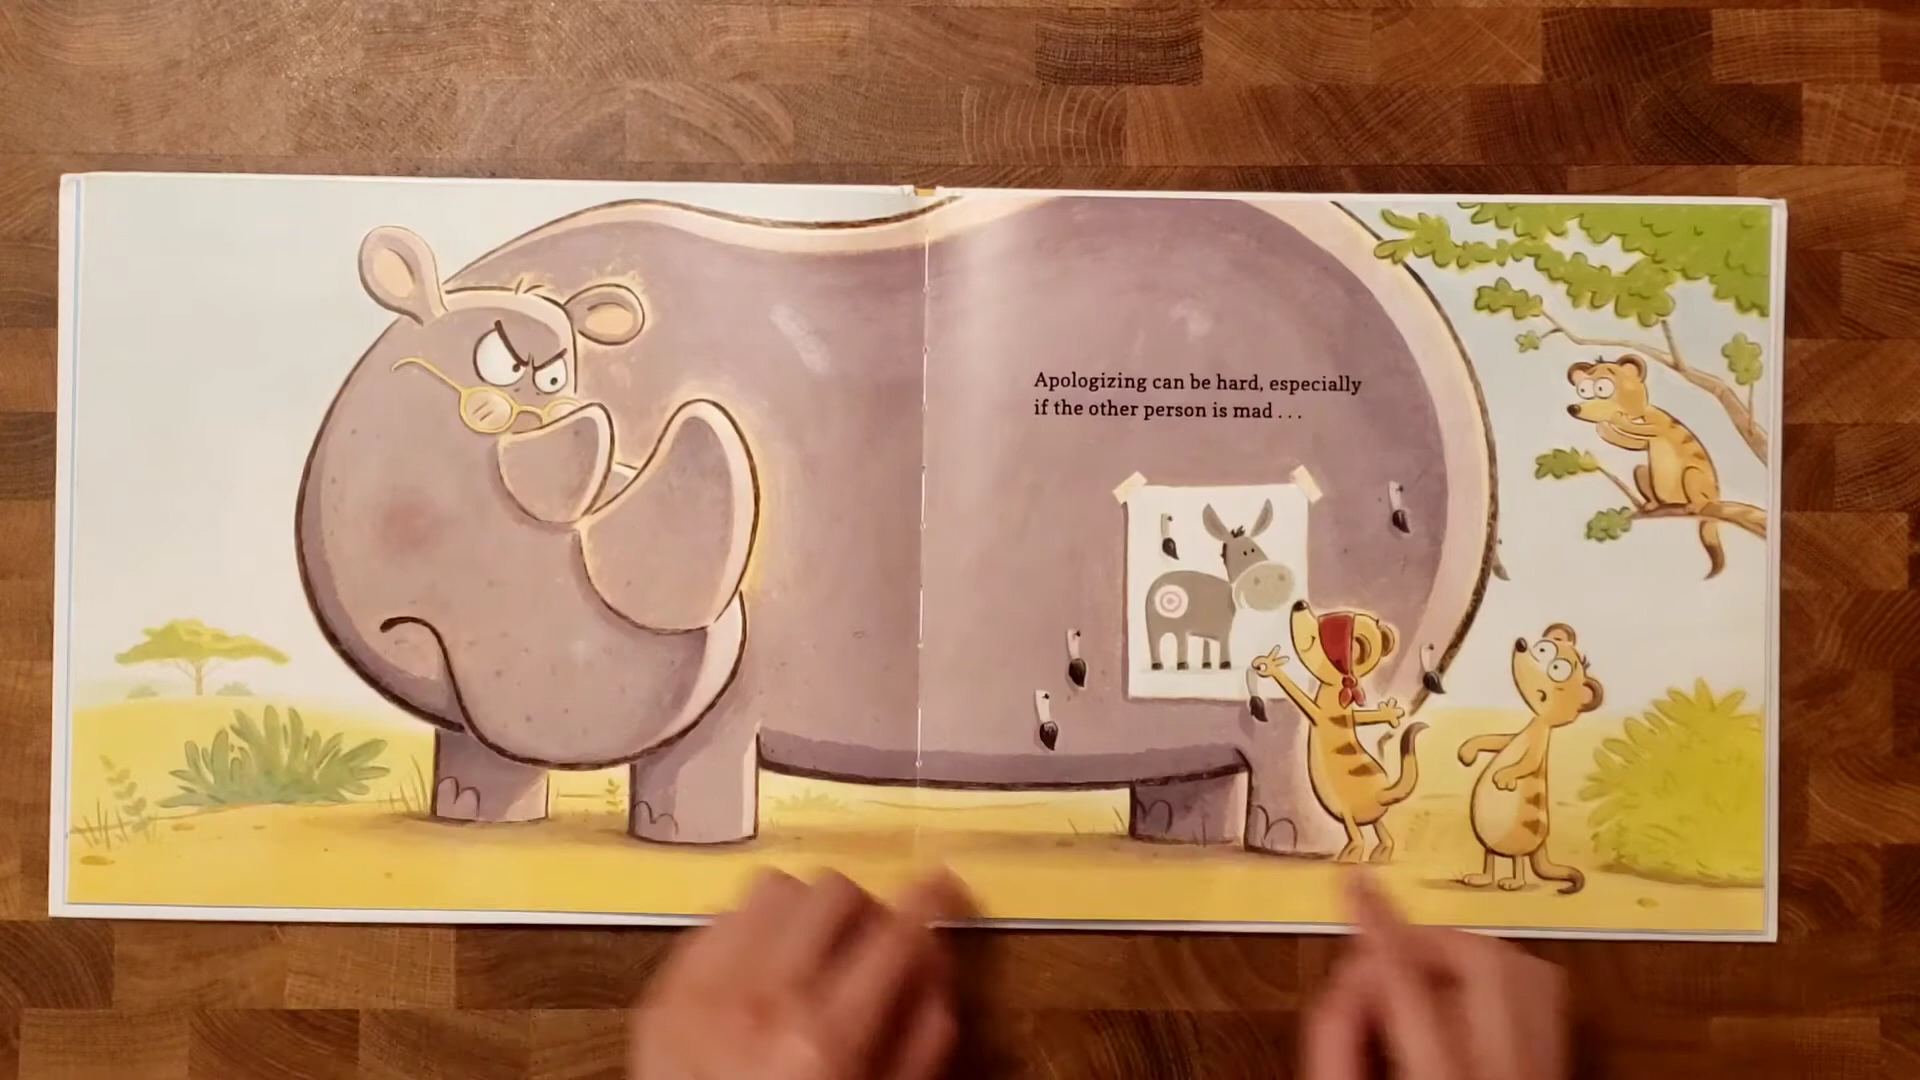 Apologizing can be hard, especially
if the other person is mad . . .